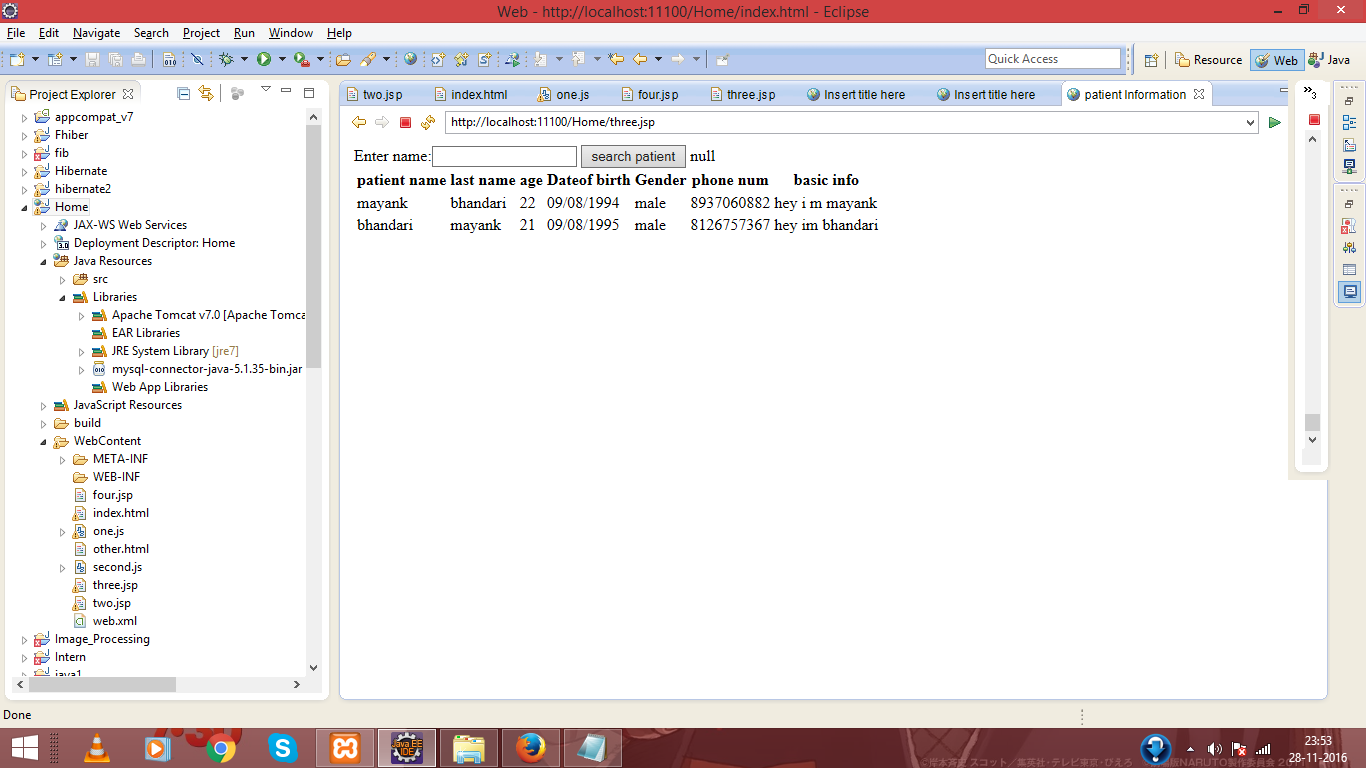 Web - http://localhost:11100/Home/index.html - Eclipse
File Edit Navigate Search Project Run Window Help
Quick Access
Resource Web Java
Project Explorer
appcompat_v7
Fhiber
fib
Hibernate
hibernate2
Home
JAX-WS Web Services
Deployment Descriptor: Home
Java Resources
src
Libraries
Apache Tomcat v7.0 [Apache Tomca
EAR Libraries
JRE System Library [jre7]
mysql-connector-java-5.1.35-bin.jar
Web App Libraries
JavaScript Resources
build
WebContent
META-INF
WEB-INF
four.jsp
index.html
one.js
other.html
second.js
three.jsp
two.jsp
web.xml
Image_Processing
Intern
java1
two.jsp index.html one.js four.jsp three.jsp Insert title here Insert title here patient Information
3
http://localhost:11100/Home/three.jsp
Enter name: search patient null
patient name last name age Dateof birth Gender phone num basic info
mayank bhandari 22 09/08/1994 male 8937060882 hey i m mayank
bhandari mayank 21 09/08/1995 male 8126757367 hey im bhandari
Done
Java EE
IDE
23:53
28-11-2016